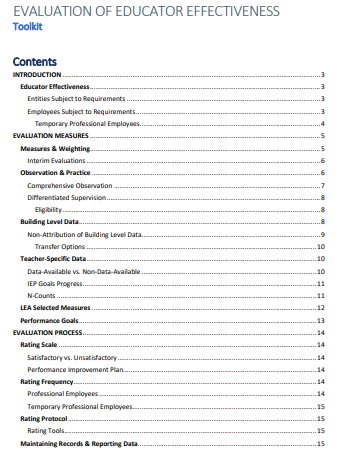 EVALUATION OF EDUCATOR EFFECTIVENESS
Toolkit
Contents
INTRODUCTION ... 3
Educator Effectiveness ... 3
Entities Subject to Requirements ... 3
Employees Subject to Requirements ... 3
Temporary Professional Employees ... 4
EVALUATION MEASURES ... 5
Measures & Weighting ... 5
Interim Evaluations ... 6
Observation & Practice ... 6
Comprehensive Observation ... 7
Differentiated Supervision ... 8
Eligibility ... 8
Building Level Data ... 8
Non-Attribution of Building Level Data ... 9
Transfer Options ... 10
Teacher-Specific Data ... 10
Data-Available vs. Non-Data-Available ... 10
IEP Goals Progress ... 11
N-Counts ... 11
LEA Selected Measures ... 12
Performance Goals ... 13
EVALUATION PROCESS ... 14
Rating Scale ... 14
Satisfactory vs. Unsatisfactory ... 14
Performance Improvement Plan ... 14
Rating Frequency ... 14
Professional Employees ... 14
Temporary Professional Employees ... 15
Rating Protocol ... 15
Rating Tools ... 15
Maintaining Records & Reporting Data ... 15